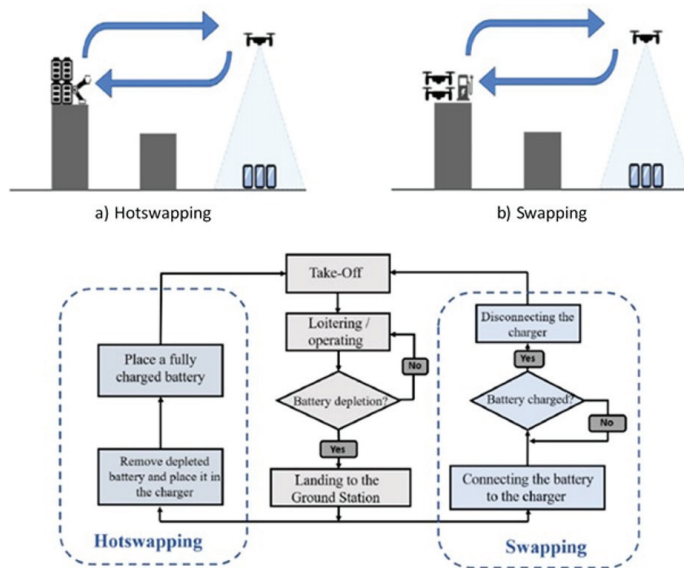 a) Hotswapping
b) Swapping
Take-Off
Loitering /
operating
No
Battery depletion?
Yes
Landing to the
Ground Station
Place a fully
charged battery
Remove depleted
battery and place it in
the charger
Hotswapping
Disconnecting the
charger
Yes
Battery charged?
No
Connecting the battery
to the charger
Swapping